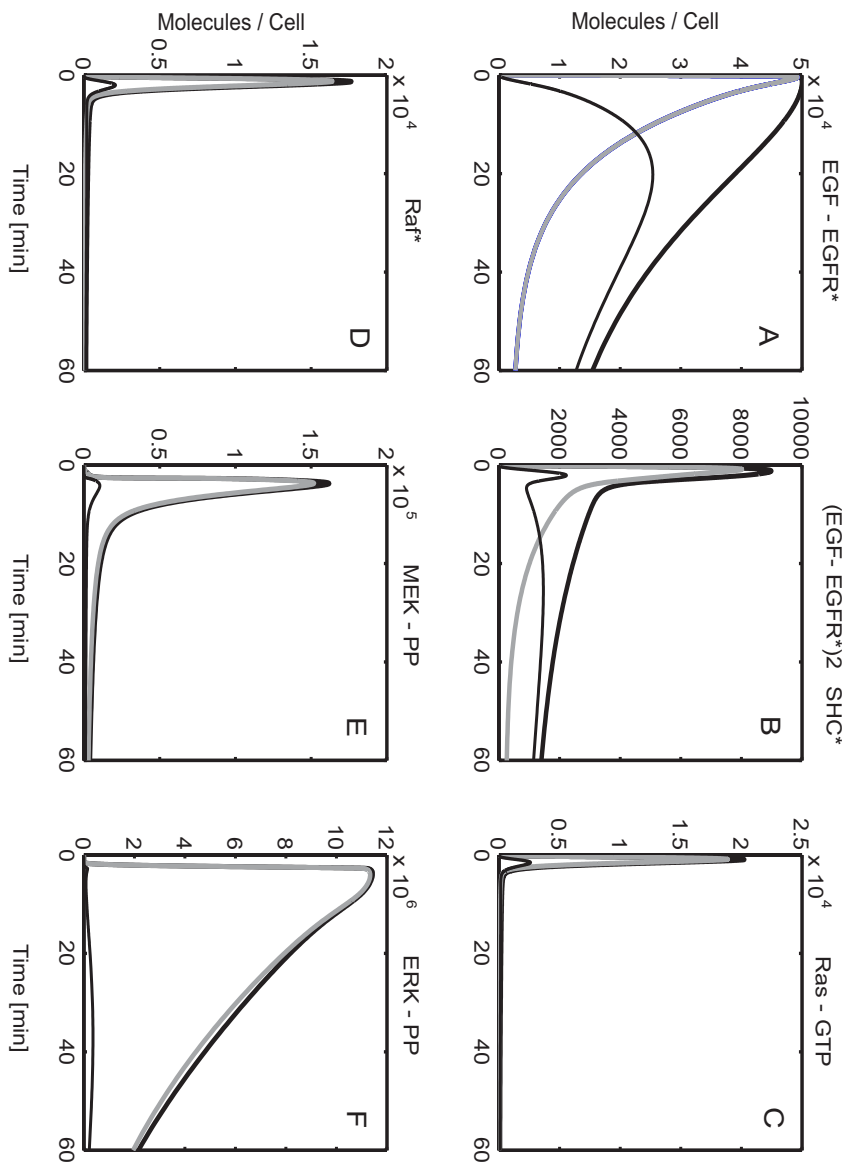 EGF - EGFR*
(EGF- EGFR*)2 SHC*
Ras - GTP
x 10^4
x 10^4
Molecules / Cell
5
4
3
2
1
0
10000
8000
6000
4000
2000
0
2.5
2
1.5
1
0.5
0
A
B
C
0 20 40 60
0 20 40 60
0 20 40 60
Raf*
MEK - PP
ERK - PP
x 10^4
x 10^5
x 10^6
Molecules / Cell
2
1.5
1
0.5
0
2
1.5
1
0.5
0
12
10
8
6
4
2
0
D
E
F
0 20 40 60
0 20 40 60
0 20 40 60
Time [min]
Time [min]
Time [min]